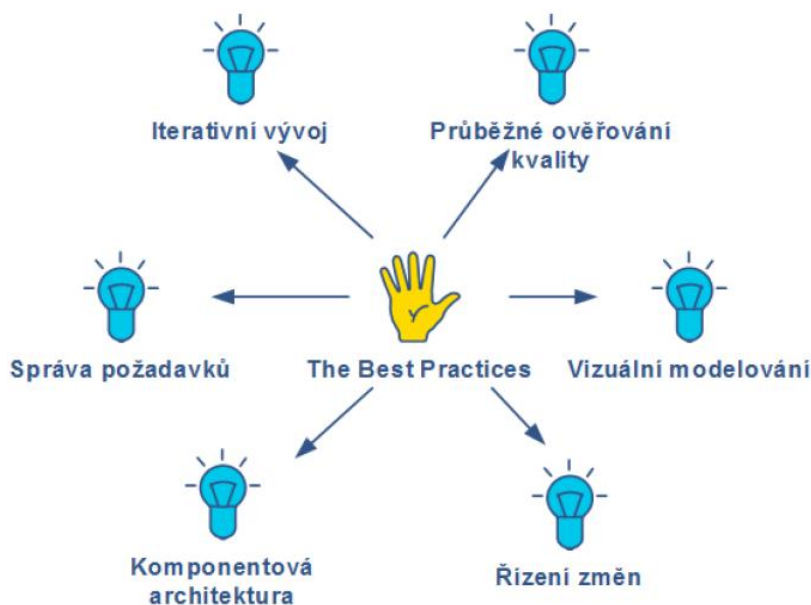 Iterativní vývoj
Průběžné ověřování
kvality
Správa požadavků
The Best Practices
Vizuální modelování
Komponentová
architektura
Řízení změn